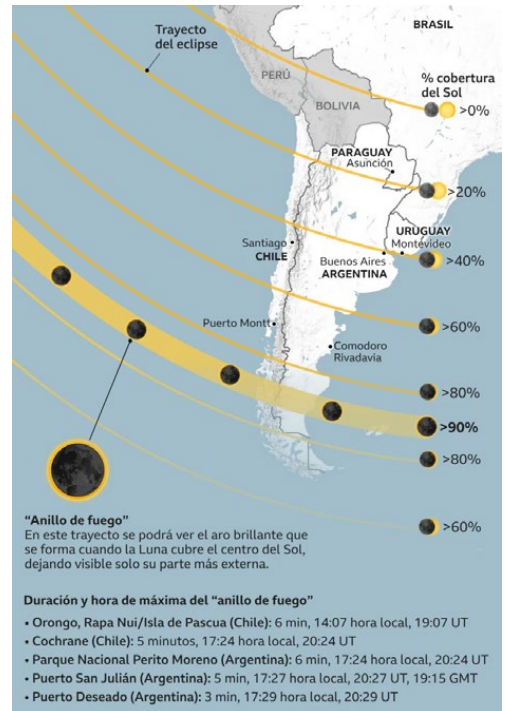 Trayecto
del eclipse
BRASIL
PERÚ
% cobertura
del Sol
BOLIVIA
>0%
PARAGUAY
Asunción
>20%
URUGUAY
Montevideo
Santiago
CHILE
Buenos Aires
ARGENTINA
>40%
Puerto Montt
>60%
Comodoro
Rivadavia
>80%
>90%
>80%
>60%
“Anillo de fuego”
En este trayecto se podrá ver el aro brillante que
se forma cuando la Luna cubre el centro del Sol,
dejando visible solo su parte más externa.
Duración y hora de máxima del “anillo de fuego”
• Orongo, Rapa Nui/Isla de Pascua (Chile): 6 min, 14:07 hora local, 19:07 UT
• Cochrane (Chile): 5 minutos, 17:24 hora local, 20:24 UT
• Parque Nacional Perito Moreno (Argentina): 6 min, 17:24 hora local, 20:24 UT
• Puerto San Julián (Argentina): 5 min, 17:27 hora local, 20:27 UT, 19:15 GMT
• Puerto Deseado (Argentina): 3 min, 17:29 hora local, 20:29 UT